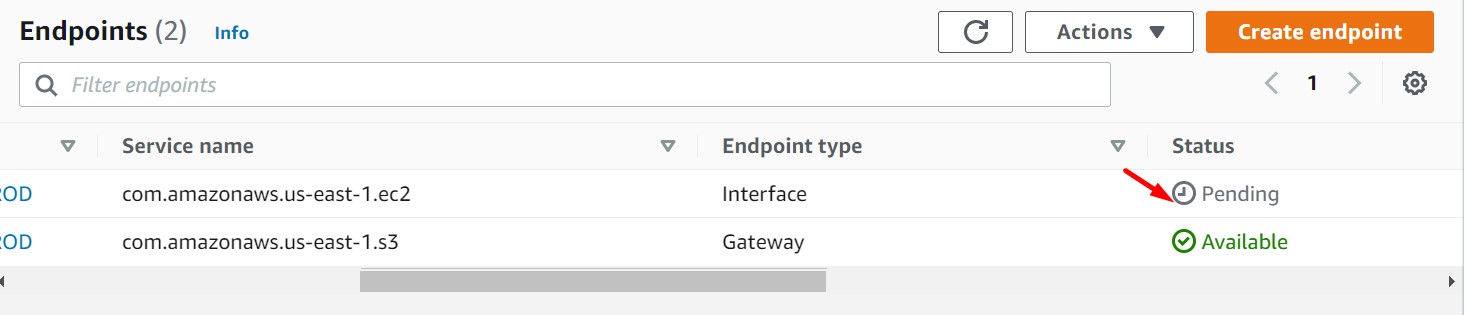 Endpoints (2) Info
Actions
Create endpoint
Filter endpoints
1
Service name Endpoint type Status
ROD com.amazonaws.us-east-1.ec2 Interface Pending
ROD com.amazonaws.us-east-1.s3 Gateway Available